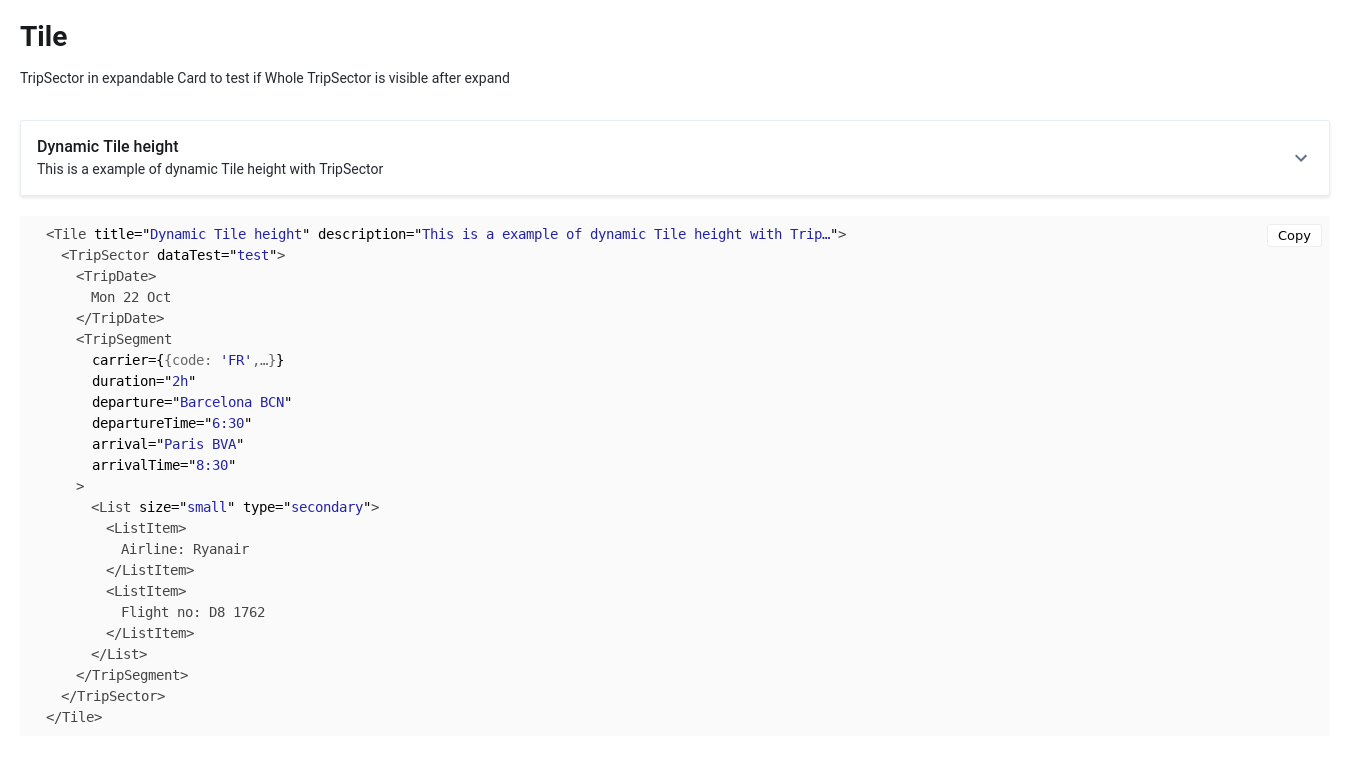 Tile
TripSector in expandable Card to test if Whole TripSector is visible after expand
Dynamic Tile height
This is a example of dynamic Tile height with TripSector
<Tile title="Dynamic Tile height" description="This is a example of dynamic Tile height with Trip…">
Copy
<TripSector dataTest="test">
<TripDate>
Mon 22 Oct
</TripDate>
<TripSegment
carrier={{code: 'FR',…}}
duration="2h"
departure="Barcelona BCN"
departureTime="6:30"
arrival="Paris BVA"
arrivalTime="8:30"
>
<List size="small" type="secondary">
<ListItem>
Airline: Ryanair
</ListItem>
<ListItem>
Flight no: D8 1762
</ListItem>
</List>
</TripSegment>
</TripSector>
</Tile>